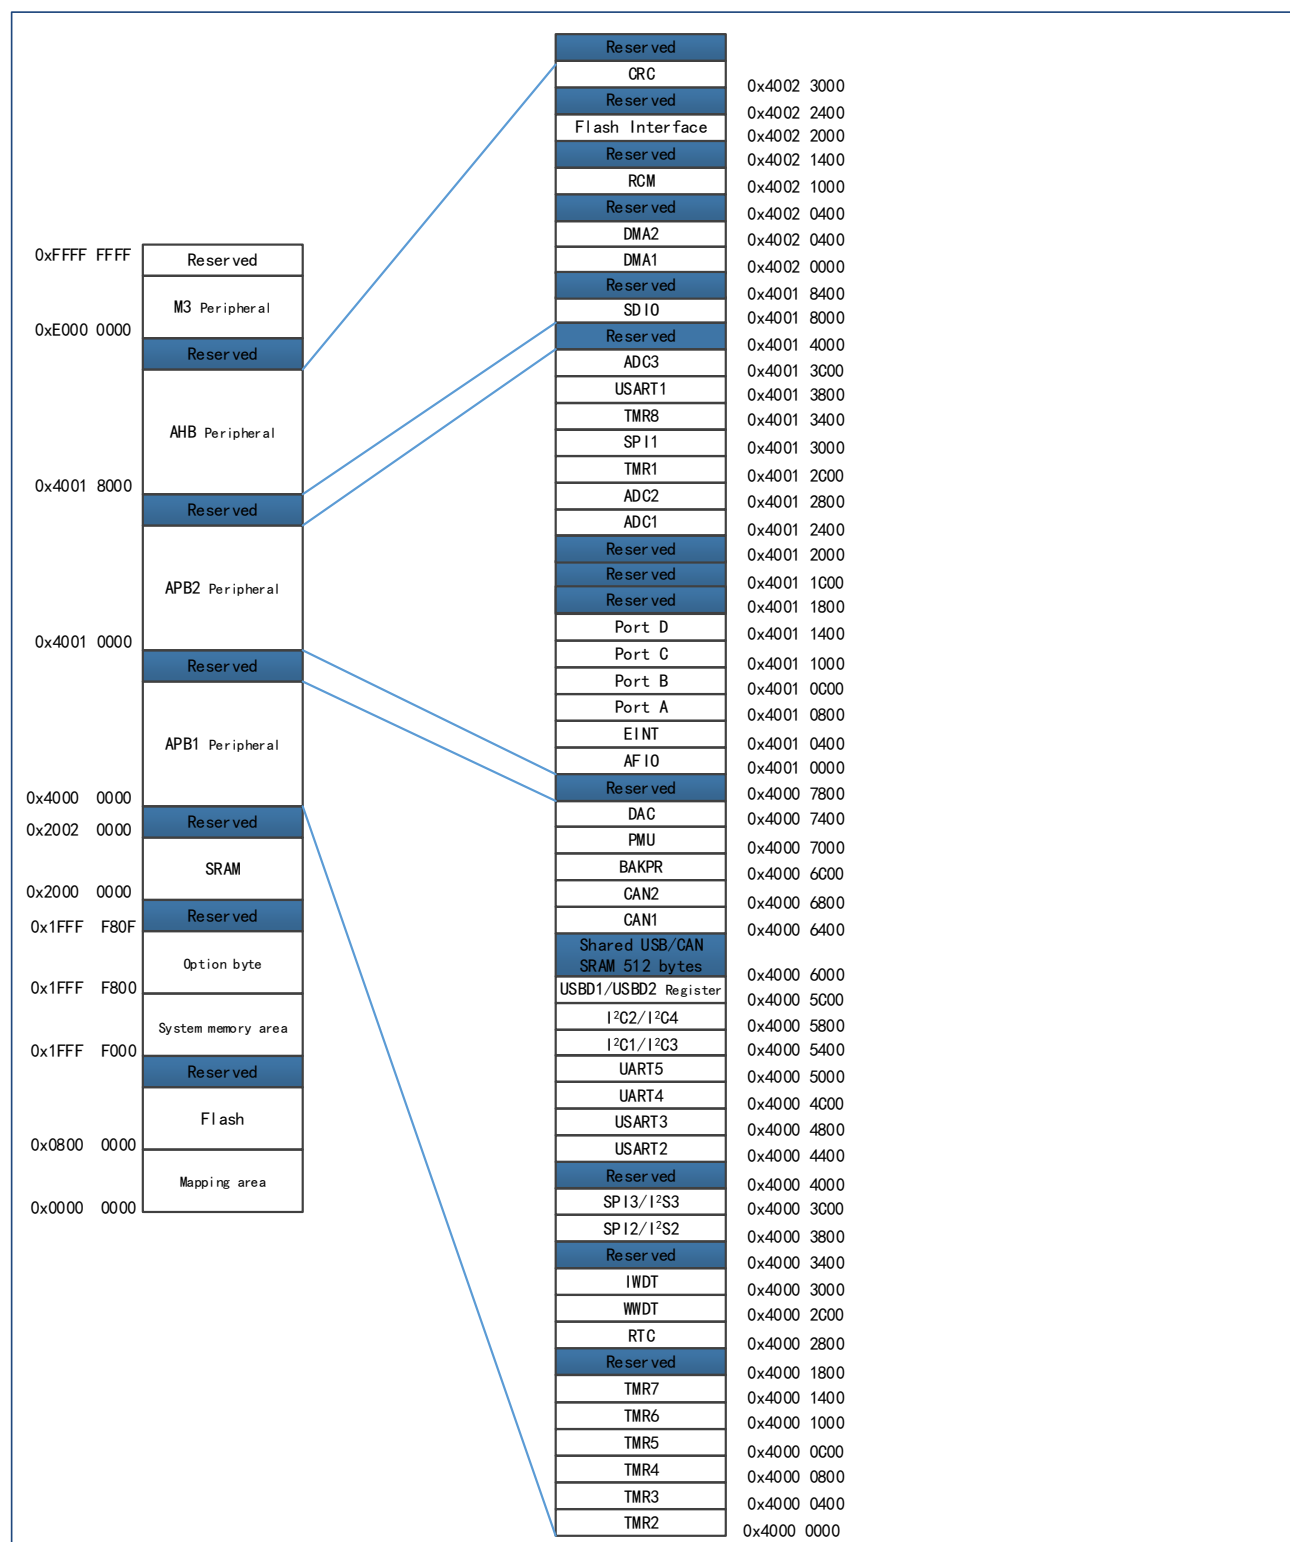 0xFFFF FFFF
Reserved
M3 Peripheral
0xE000 0000
Reserved
AHB Peripheral
0x4001 8000
Reserved
APB2 Peripheral
0x4001 0000
Reserved
APB1 Peripheral
0x4000 0000
Reserved
0x2002 0000
SRAM
0x2000 0000
Reserved
0x1FFF F80F
Option byte
0x1FFF F800
System memory area
0x1FFF F000
Reserved
Flash
0x0800 0000
Mapping area
0x0000 0000
Reserved
CRC
0x4002 3000
Reserved
0x4002 2400
Flash Interface
0x4002 2000
Reserved
0x4002 1400
RCM
0x4002 1000
Reserved
0x4002 0400
DMA2
0x4002 0400
DMA1
0x4002 0000
Reserved
0x4001 8400
SDIO
0x4001 8000
Reserved
0x4001 4000
ADC3
0x4001 3C00
USART1
0x4001 3800
TMR8
0x4001 3400
SPI1
0x4001 3000
TMR1
0x4001 2C00
ADC2
0x4001 2800
ADC1
0x4001 2400
Reserved
0x4001 2000
Reserved
0x4001 1C00
Reserved
0x4001 1800
Port D
0x4001 1400
Port C
0x4001 1000
Port B
0x4001 0C00
Port A
0x4001 0800
EINT
0x4001 0400
AFIO
0x4001 0000
Reserved
0x4000 7800
DAC
0x4000 7400
PMU
0x4000 7000
BAKPR
0x4000 6C00
CAN2
0x4000 6800
CAN1
0x4000 6400
Shared USB/CAN
SRAM 512 bytes
0x4000 6000
USBD1/USBD2 Register
0x4000 5C00
I²C2/I²C4
0x4000 5800
I²C1/I²C3
0x4000 5400
UART5
0x4000 5000
UART4
0x4000 4C00
USART3
0x4000 4800
USART2
0x4000 4400
Reserved
0x4000 4000
SPI3/I²S3
0x4000 3C00
SPI2/I²S2
0x4000 3800
Reserved
0x4000 3400
IWDT
0x4000 3000
WWDT
0x4000 2C00
RTC
0x4000 2800
Reserved
0x4000 1800
TMR7
0x4000 1400
TMR6
0x4000 1000
TMR5
0x4000 0C00
TMR4
0x4000 0800
TMR3
0x4000 0400
TMR2
0x4000 0000